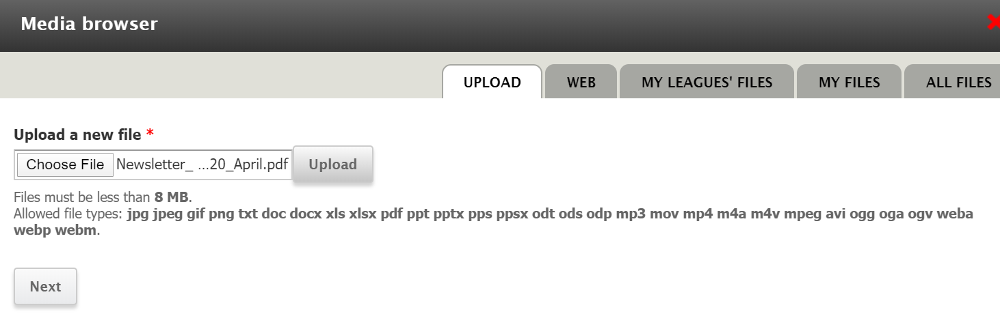 Media browser
UPLOAD WEB MY LEAGUES' FILES MY FILES ALL FILES
Upload a new file *
Choose File Newsletter_ ...20_April.pdf Upload
Files must be less than 8 MB.
Allowed file types: jpg jpeg gif png txt doc docx xls xlsx pdf ppt pptx pps ppsx odt ods odp mp3 mov mp4 m4a m4v mpeg avi ogg oga ogv weba
webp webm.
Next